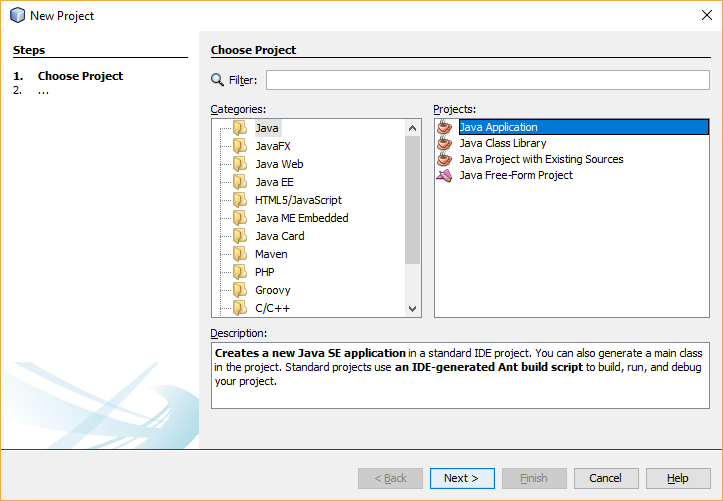 New Project
Steps
1. Choose Project
2. ...
Choose Project
Filter:
Categories:
Java
JavaFX
Java Web
Java EE
HTML5/JavaScript
Java ME Embedded
Java Card
Maven
PHP
Groovy
C/C++
Projects:
Java Application
Java Class Library
Java Project with Existing Sources
Java Free-Form Project
Description:
Creates a new Java SE application in a standard IDE project. You can also generate a main class
in the project. Standard projects use an IDE-generated Ant build script to build, run, and debug
your project.
< Back
Next >
Finish
Cancel
Help